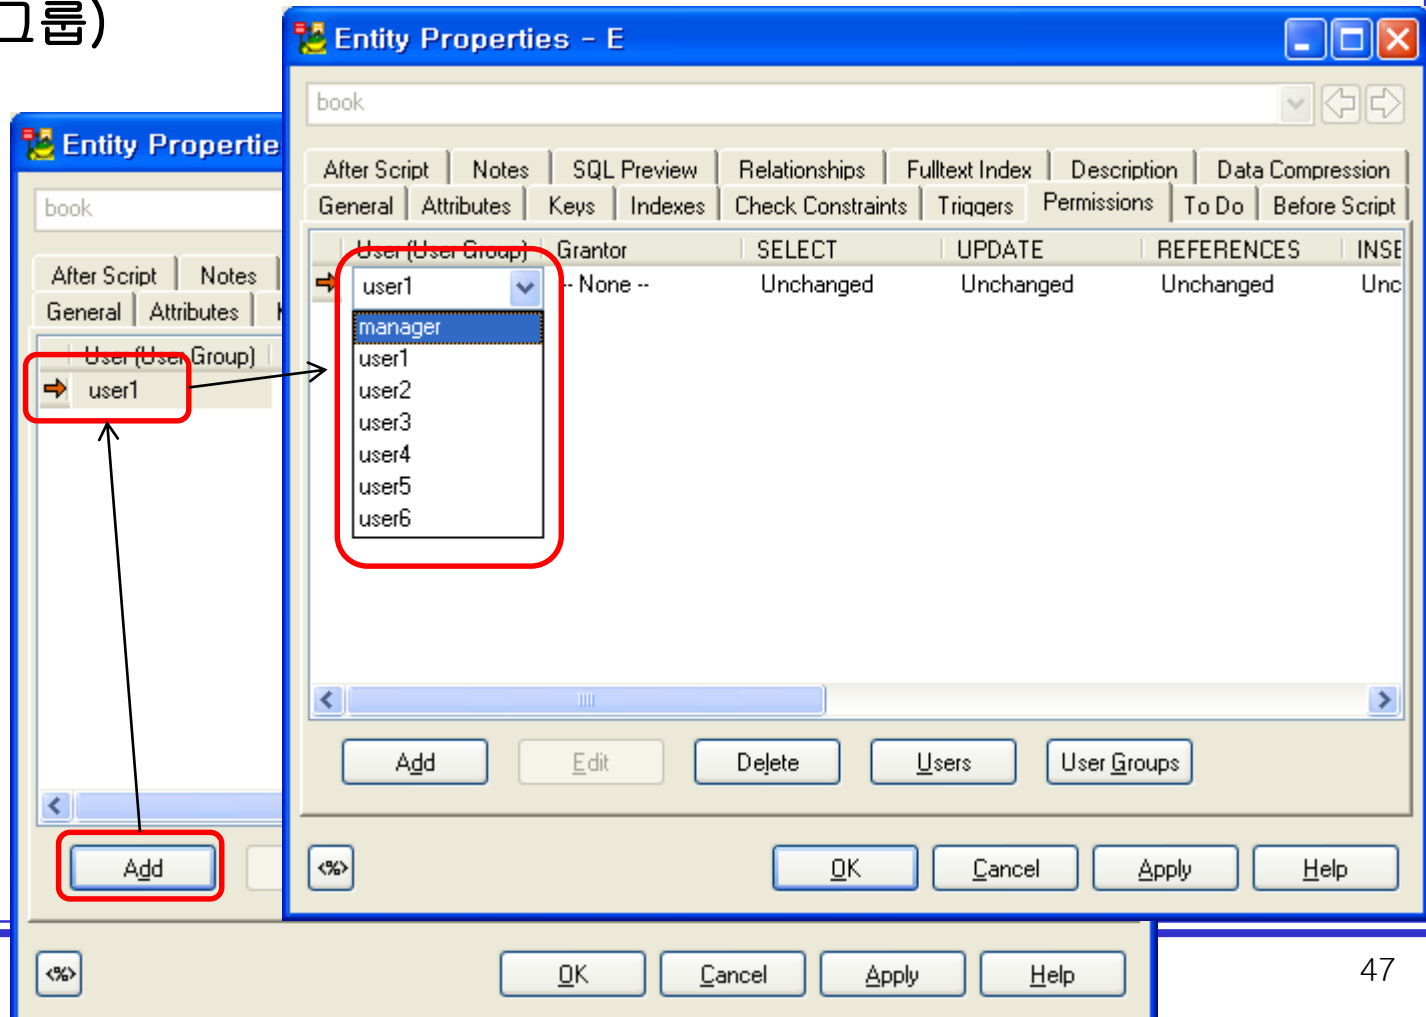 그룹)
Entity Properties - E
book
After Script Notes SQL Preview Relationships Fulltext Index Description Data Compression
General Attributes Keys Indexes Check Constraints Triggers Permissions To Do Before Script
User (User Group) Grantor SELECT UPDATE REFERENCES INSE
user1 -- None -- Unchanged Unchanged Unchanged Unc
manager
user1
user2
user3
user4
user5
user6
Add Edit Delete Users User Groups
<%> OK Cancel Apply Help
Entity Propertie
book
After Script Notes
General Attributes
User (User Group)
user1
Add
<%> OK Cancel Apply Help
47